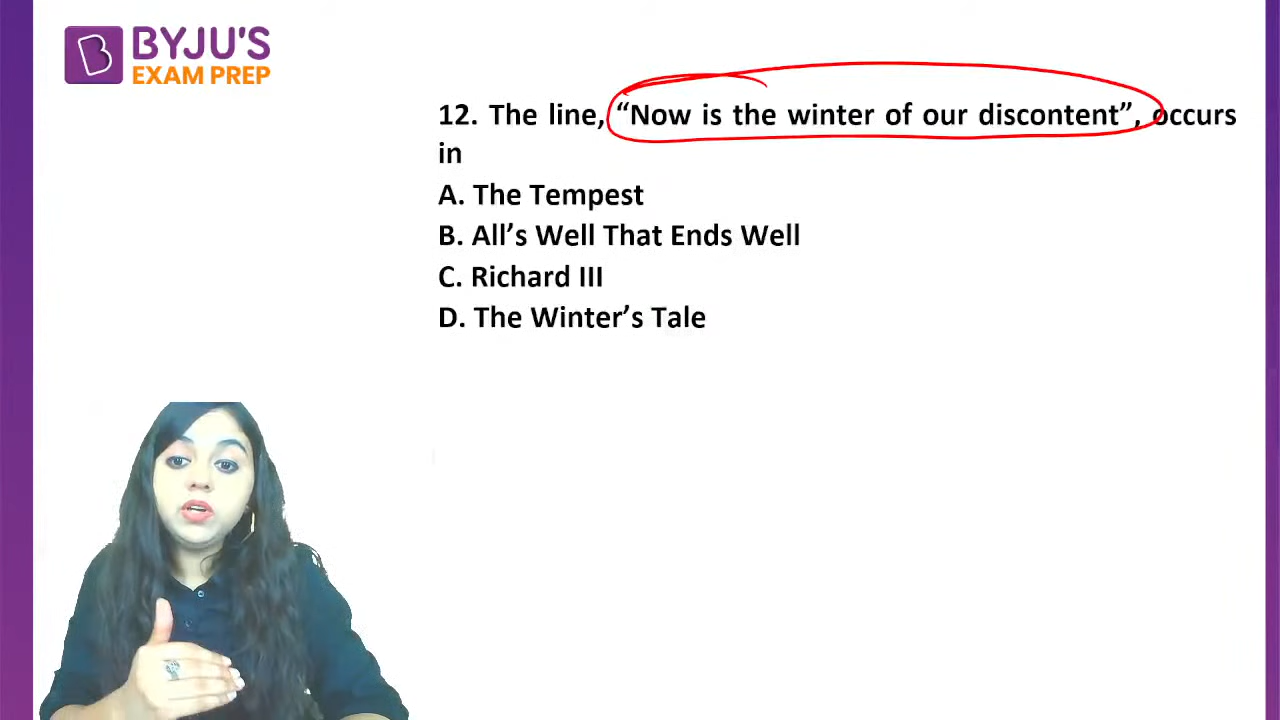 BYJU'S
EXAM PREP
12. The line, “Now is the winter of our discontent”, occurs
in
A. The Tempest
B. All’s Well That Ends Well
C. Richard III
D. The Winter’s Tale